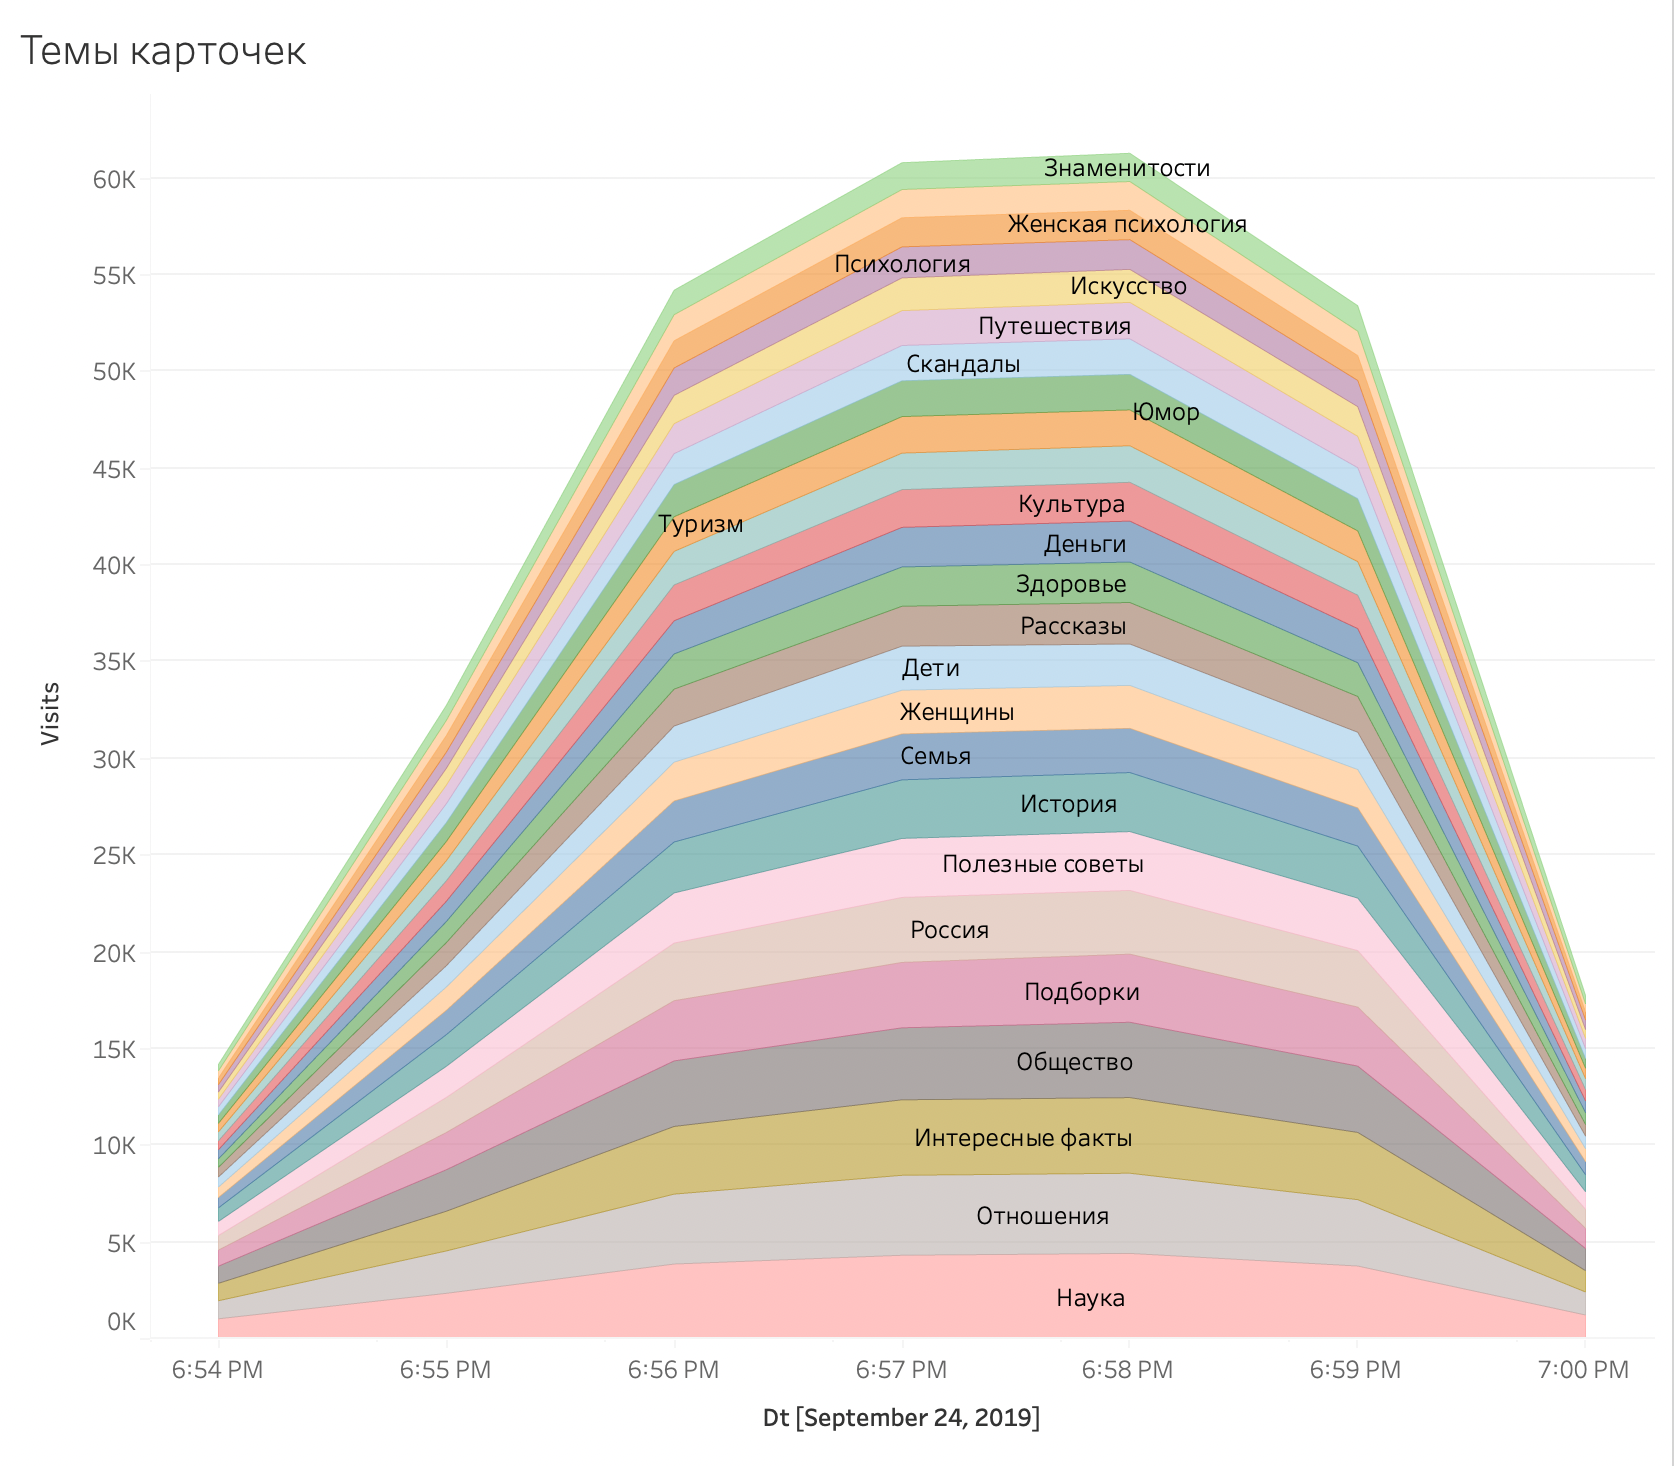 Темы карточек
60K
55K
50K
45K
40K
35K
30K
25K
20K
15K
10K
5K
0K
Visits
Знаменитости
Женская психология
Психология
Искусство
Путешествия
Скандалы
Юмор
Культура
Туризм
Деньги
Здоровье
Рассказы
Дети
Женщины
Семья
История
Полезные советы
Россия
Подборки
Общество
Интересные факты
Отношения
Наука
6:54 PM 6:55 PM 6:56 PM 6:57 PM 6:58 PM 6:59 PM 7:00 PM
Dt [September 24, 2019]